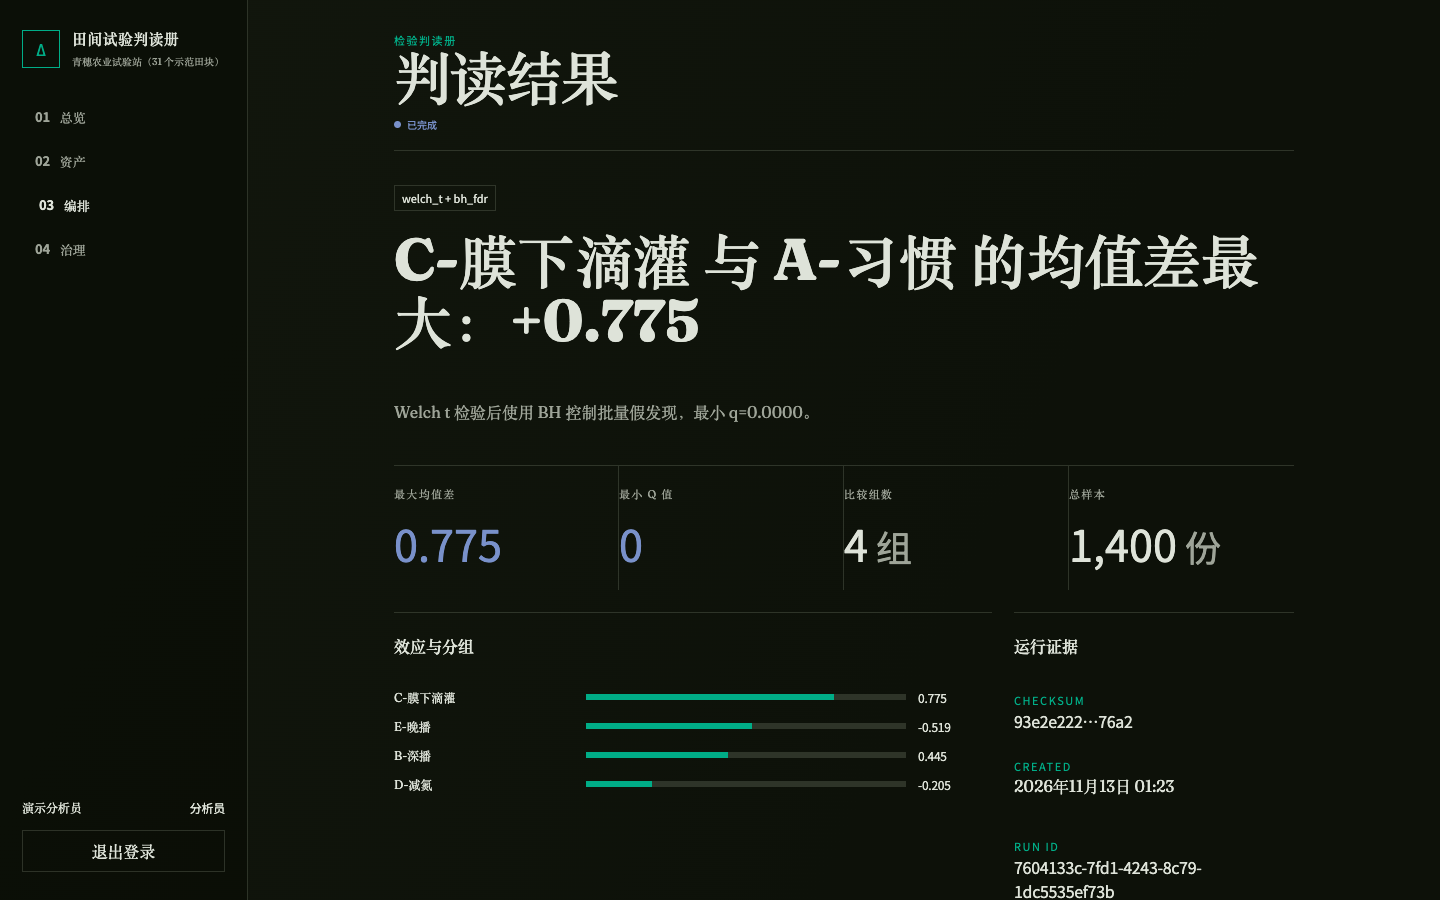 Δ
田间试验判读册
青穗农业试验站（31 个示范田块）
01 总览
02 资产
03 编排
04 治理
演示分析员 分析员
退出登录
检验判读册
判读结果
已完成
welch_t + bh_fdr
C-膜下滴灌 与 A-习惯 的均值差最
大： +0.775
Welch t 检验后使用 BH 控制批量假发现，最小 q=0.0000。
最大均值差
0.775
最小 Q 值
0
比较组数
4 组
总样本
1,400 份
效应与分组
C-膜下滴灌 0.775
E-晚播 -0.519
B-深播 0.445
D-减氮 -0.205
运行证据
CHECKSUM
93e2e222…76a2
CREATED
2026年11月13日 01:23
RUN ID
7604133c-7fd1-4243-8c79-
1dc5535ef73b